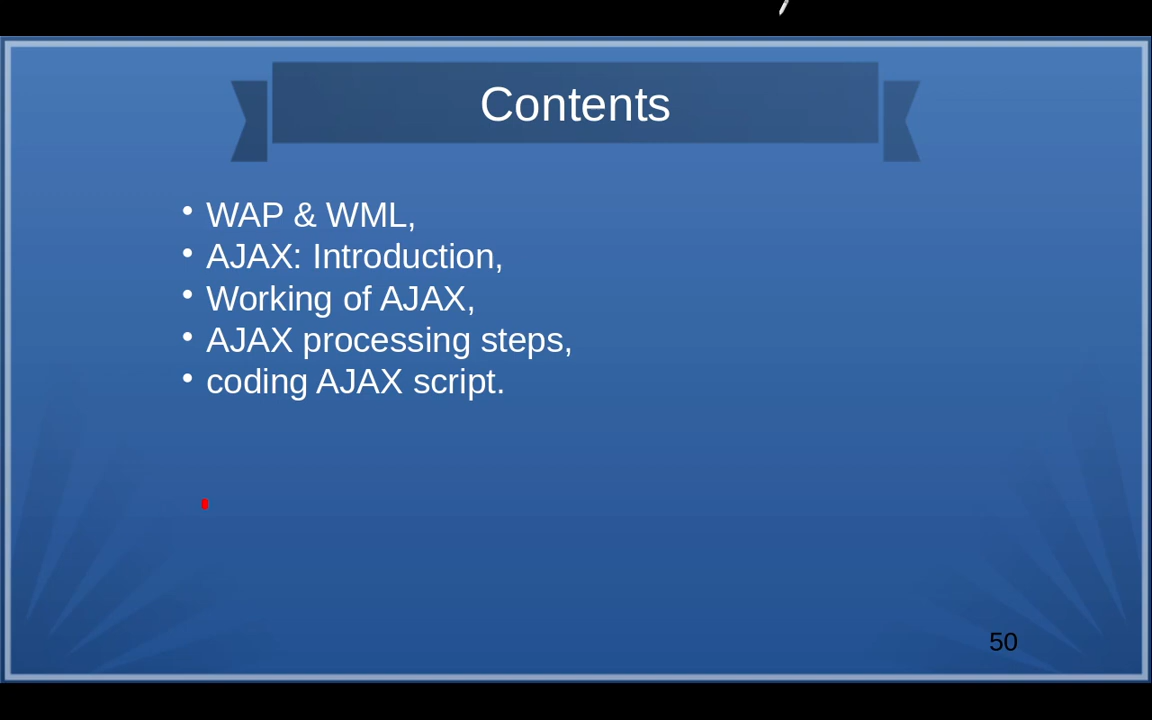 Contents
• WAP & WML,
• AJAX: Introduction,
• Working of AJAX,
• AJAX processing steps,
• coding AJAX script.
50